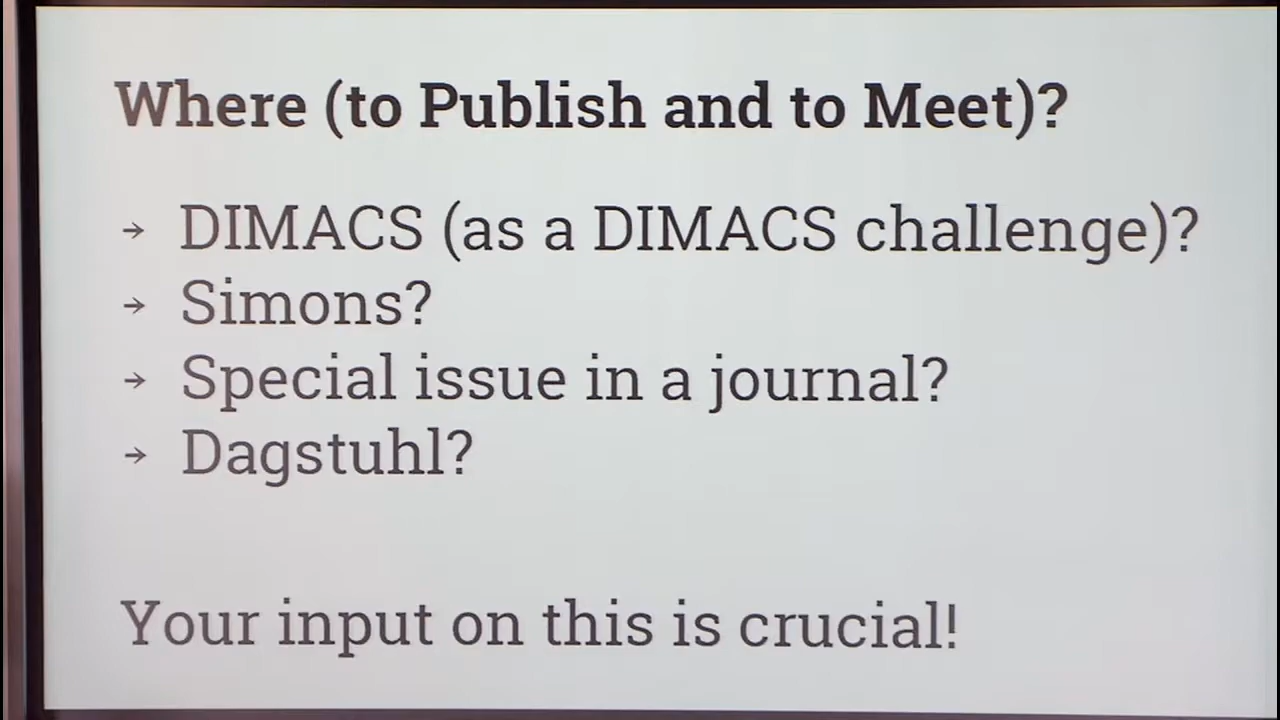 Where (to Publish and to Meet)?
→ DIMACS (as a DIMACS challenge)?
→ Simons?
→ Special issue in a journal?
→ Dagstuhl?
Your input on this is crucial!